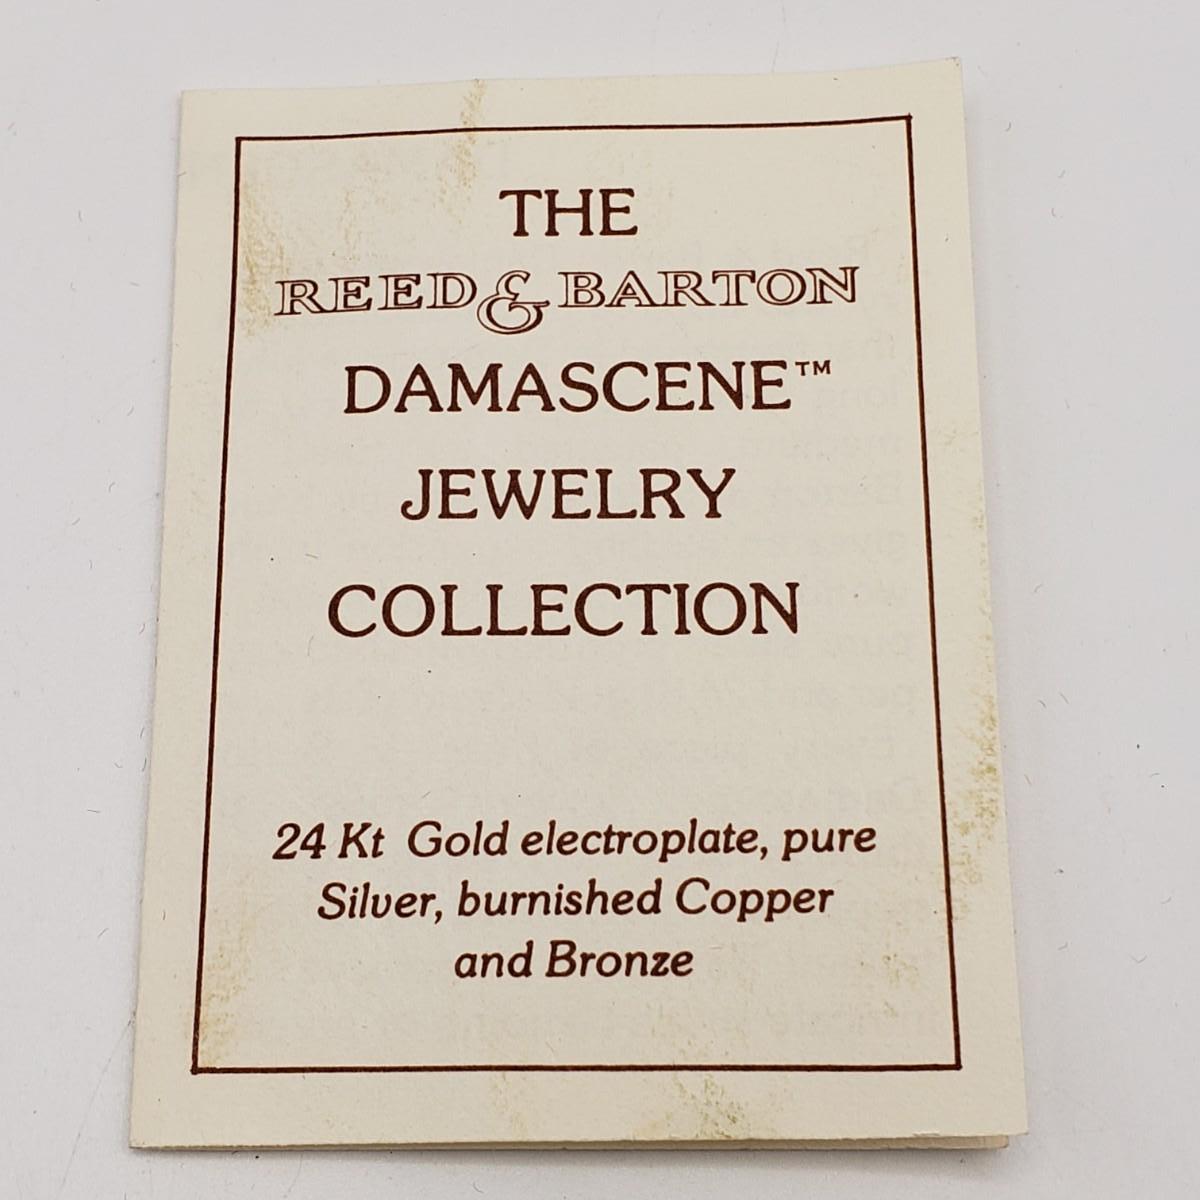 THE
REED & BARTON
DAMASCENE™
JEWELRY
COLLECTION
24 Kt Gold electroplate, pure
Silver, burnished Copper
and Bronze